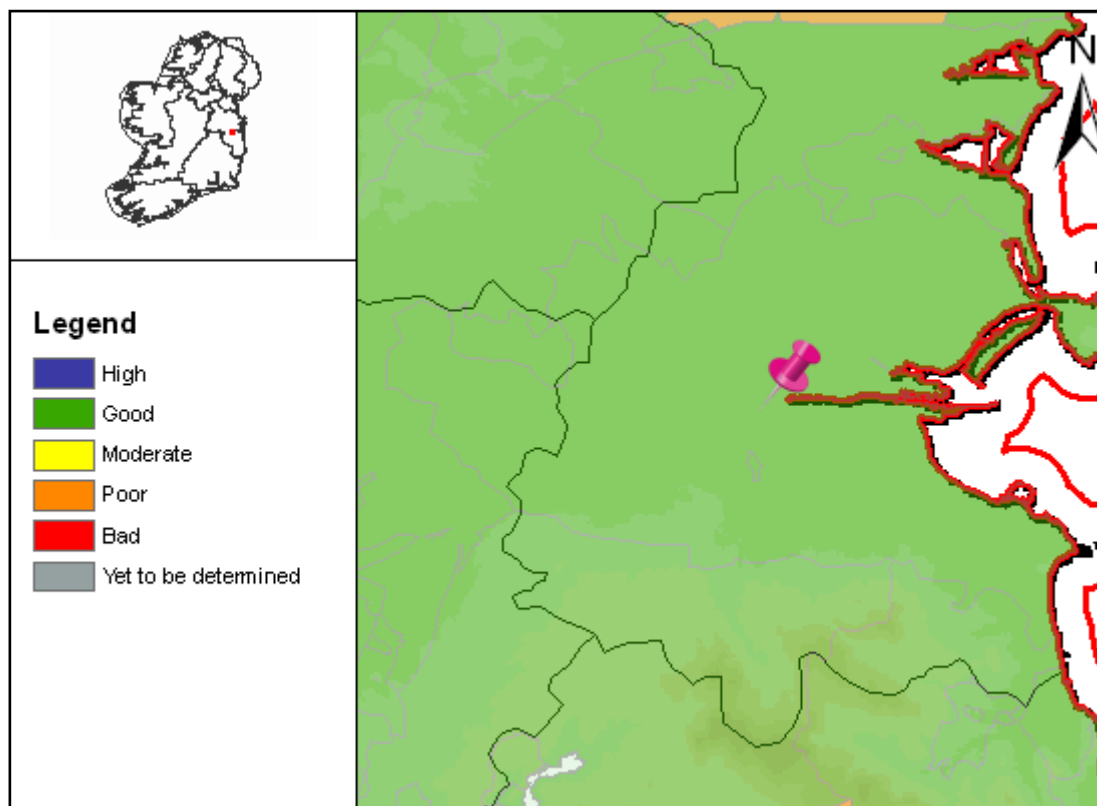 N
Legend
High
Good
Moderate
Poor
Bad
Yet to be determined